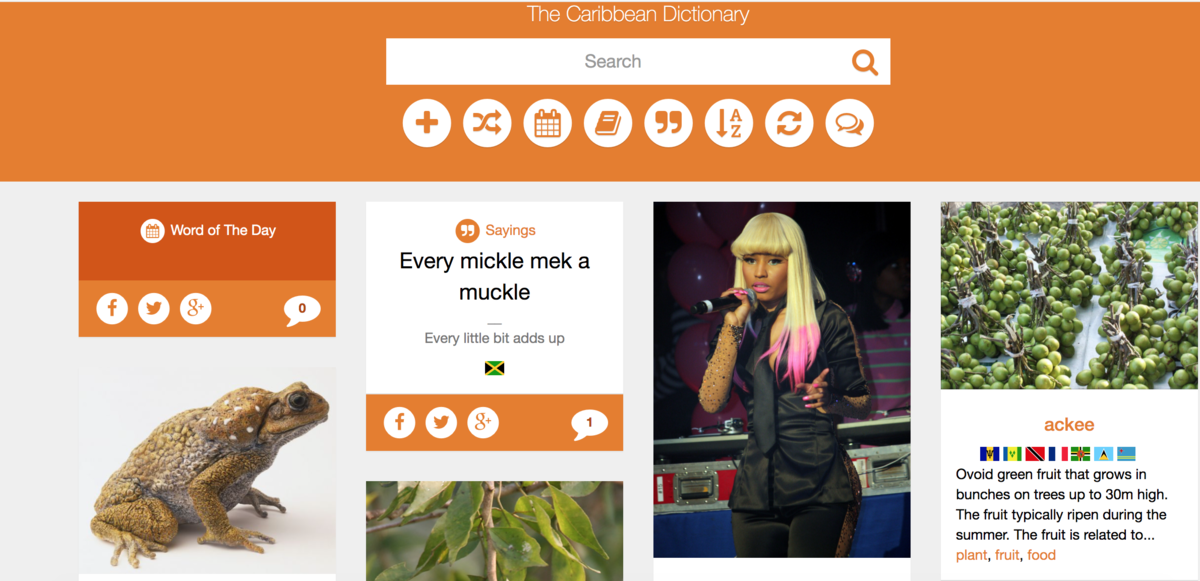 The Caribbean Dictionary
Search
Word of The Day
0
Sayings
Every mickle mek a
muckle
Every little bit adds up
1
ackee
Ovoid green fruit that grows in
bunches on trees up to 30m high.
The fruit typically ripen during the
summer. The fruit is related to...
plant, fruit, food